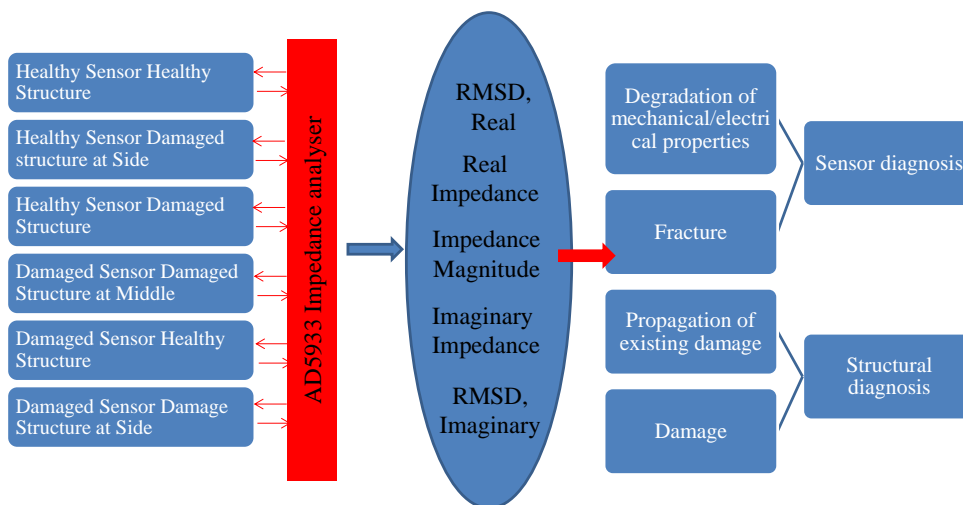 Healthy Sensor Healthy
Structure
Healthy Sensor Damaged
structure at Side
Healthy Sensor Damaged
Structure
Damaged Sensor Damaged
Structure at Middle
Damaged Sensor Healthy
Structure
Damaged Sensor Damage
Structure at Side
AD5933 Impedance analyser
RMSD,
Real
Real
Impedance
Impedance
Magnitude
Imaginary
Impedance
RMSD,
Imaginary
Degradation of
mechanical/electri
cal properties
Fracture
Propagation of
existing damage
Damage
Sensor diagnosis
Structural
diagnosis